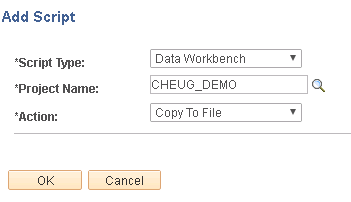 Add Script
*Script Type: Data Workbench
*Project Name: CHEUG_DEMO
*Action: Copy To File
OK Cancel